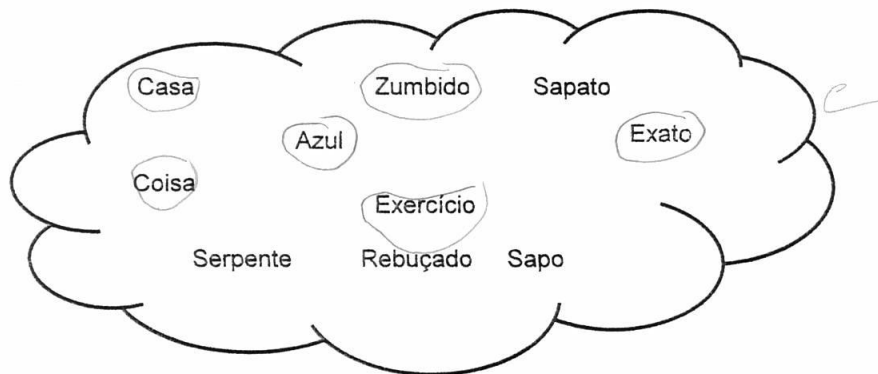 Casa Zumbido Sapato
Azul Exato
Coisa
Exercício
Serpente Rebuçado Sapo